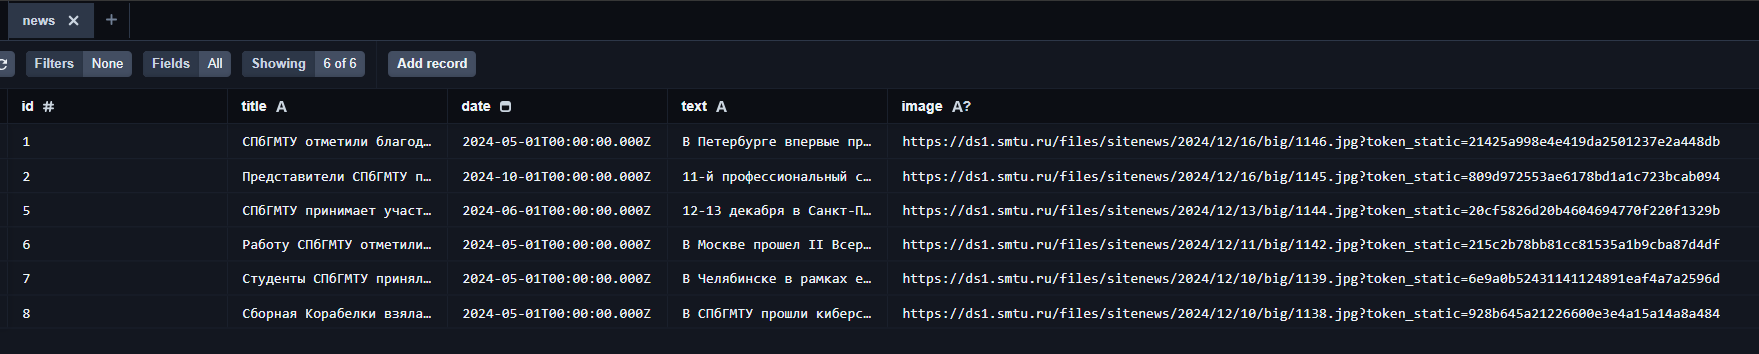 news
Filters None Fields All Showing 6 of 6 Add record
id # title A date text A image A?
1 СПбГМТУ отметили благод… 2024-05-01T00:00:00.000Z В Петербурге впервые пр… https://ds1.smtu.ru/files/sitenews/2024/12/16/big/1146.jpg?token_static=21425a998e4e419da2501237e2a448db
2 Представители СПбГМТУ п… 2024-10-01T00:00:00.000Z 11-й профессиональный с… https://ds1.smtu.ru/files/sitenews/2024/12/16/big/1145.jpg?token_static=809d972553ae6178bd1a1c723bcab094
5 СПбГМТУ принимает участ… 2024-06-01T00:00:00.000Z 12-13 декабря в Санкт-П… https://ds1.smtu.ru/files/sitenews/2024/12/13/big/1144.jpg?token_static=20cf5826d20b4604694770f220f1329b
6 Работу СПбГМТУ отметили… 2024-05-01T00:00:00.000Z В Москве прошел II Всер… https://ds1.smtu.ru/files/sitenews/2024/12/11/big/1142.jpg?token_static=215c2b78bb81cc81535a1b9cba87d4df
7 Студенты СПбГМТУ принял… 2024-05-01T00:00:00.000Z В Челябинске в рамках е… https://ds1.smtu.ru/files/sitenews/2024/12/10/big/1139.jpg?token_static=6e9a0b52431141124891eaf4a7a2596d
8 Сборная Корабелки взяла… 2024-05-01T00:00:00.000Z В СПбГМТУ прошли киберс… https://ds1.smtu.ru/files/sitenews/2024/12/10/big/1138.jpg?token_static=928b645a21226600e3e4a15a14a8a484